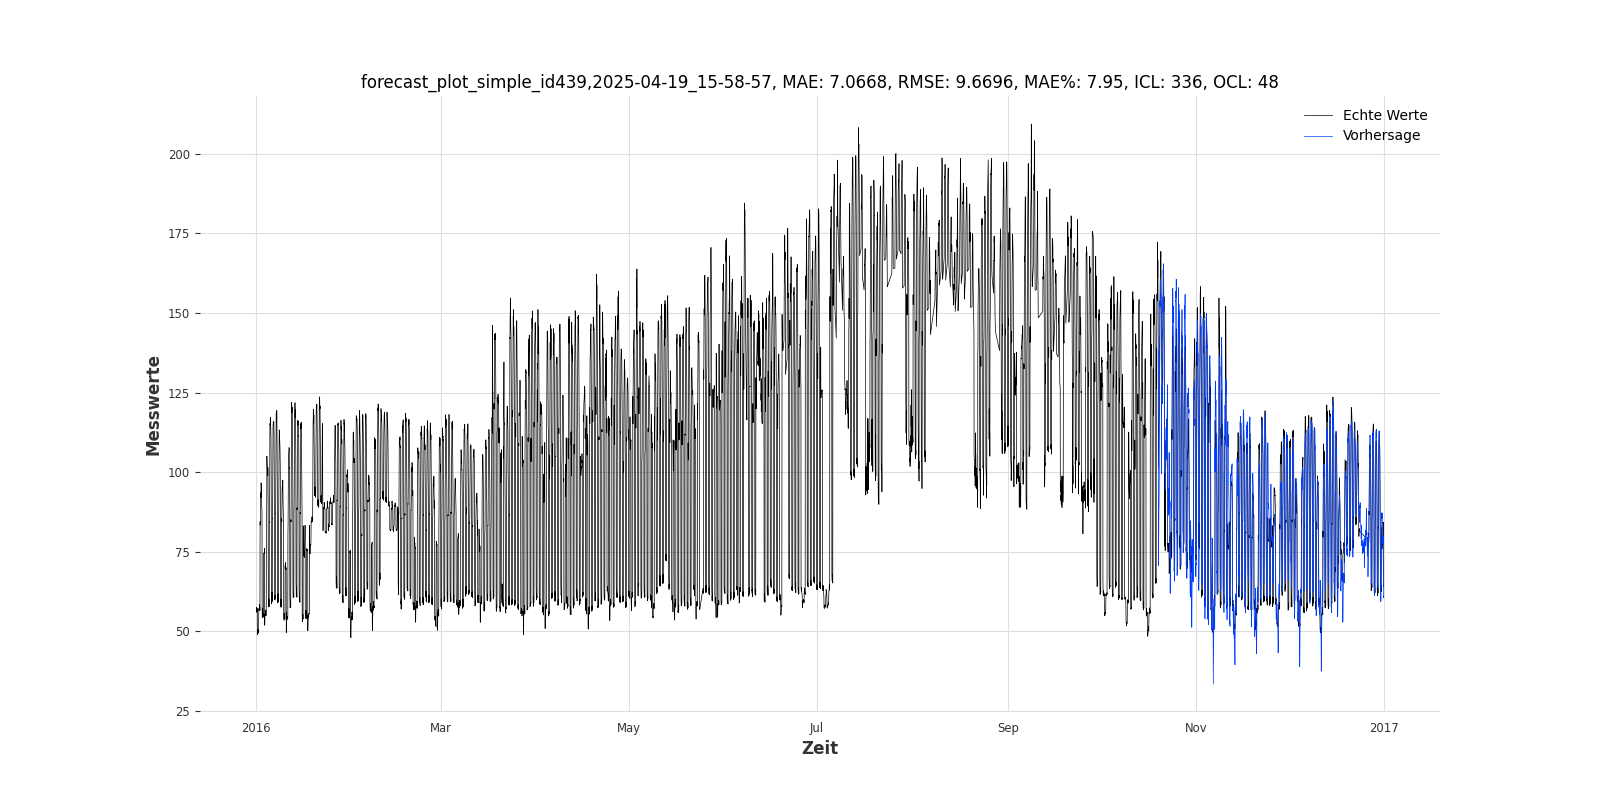 forecast_plot_simple_id439,2025-04-19_15-58-57, MAE: 7.0668, RMSE: 9.6696, MAE%: 7.95, ICL: 336, OCL: 48
Echte Werte
Vorhersage
200
175
150
125
100
75
50
25
Messwerte
2016
Mar
May
Jul
Sep
Nov
2017
Zeit